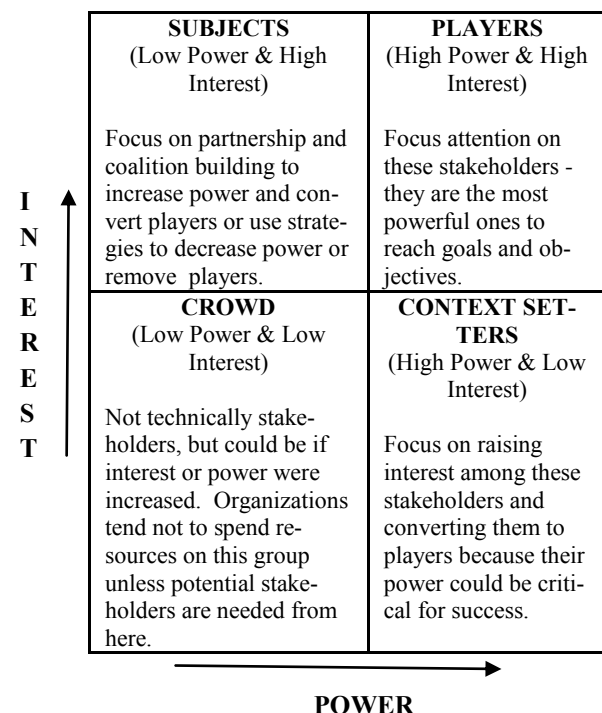 SUBJECTS
(Low Power & High
Interest)
Focus on partnership and
coalition building to
increase power and con-
vert players or use strate-
gies to decrease power or
remove players.
PLAYERS
(High Power & High
Interest)
Focus attention on
these stakeholders -
they are the most
powerful ones to
reach goals and ob-
jectives.
I
N
T
E
R
E
S
T
CROWD
(Low Power & Low
Interest)
Not technically stake-
holders, but could be if
interest or power were
increased. Organizations
tend not to spend re-
sources on this group
unless potential stake-
holders are needed from
here.
CONTEXT SET-
TERS
(High Power & Low
Interest)
Focus on raising
interest among these
stakeholders and
converting them to
players because their
power could be criti-
cal for success.
POWER